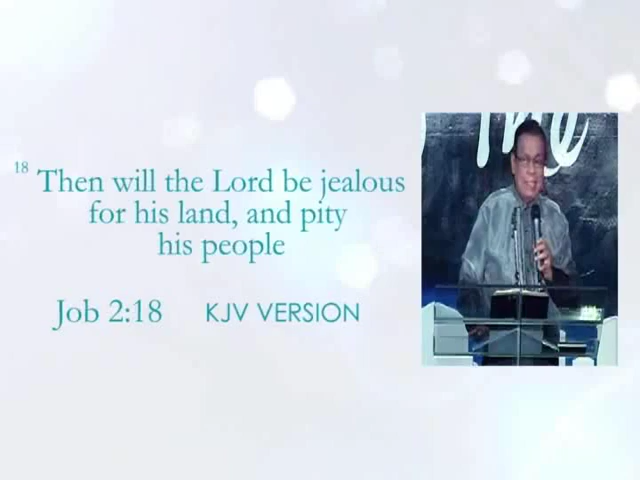 18 Then will the Lord be jealous
for his land, and pity
his people
Job 2:18 KJV VERSION
The